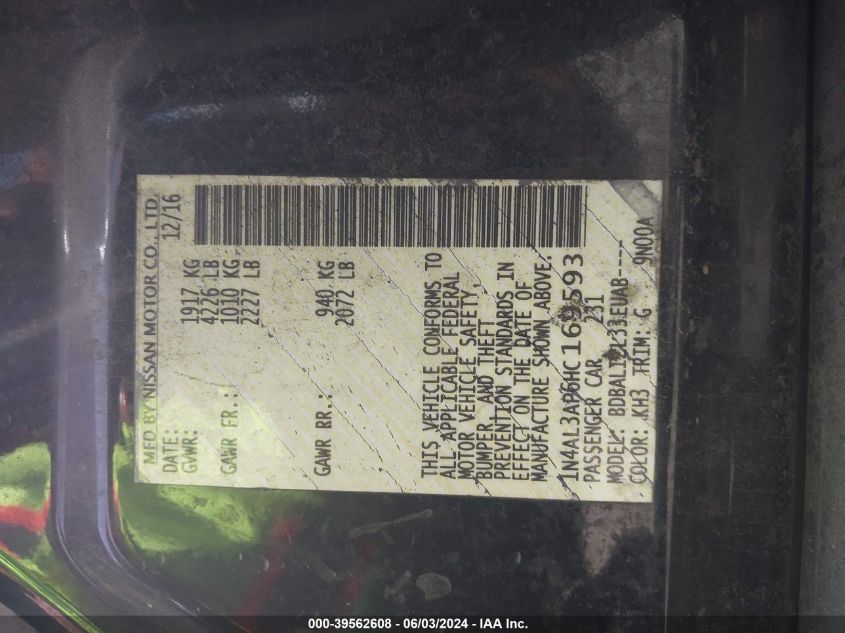 MFD BY NISSAN MOTOR CO., LTD.
DATE: 12/16
GVWR: 1917 KG
4226 LB
GAWR FR.: 1010 KG
2227 LB
GAWR RR.: 940 KG
2072 LB
THIS VEHICLE CONFORMS TO
ALL APPLICABLE FEDERAL
MOTOR VEHICLE SAFETY,
BUMPER, AND THEFT
PREVENTION STANDARDS IN
EFFECT ON THE DATE OF
MANUFACTURE SHOWN ABOVE.
1N4AL3AP6HC169593
PASSENGER CAR 231
MODEL:
COLOR: KH3 TRIM: G 9N00A
000-39562608 - 06/03/2024 - IAA Inc.